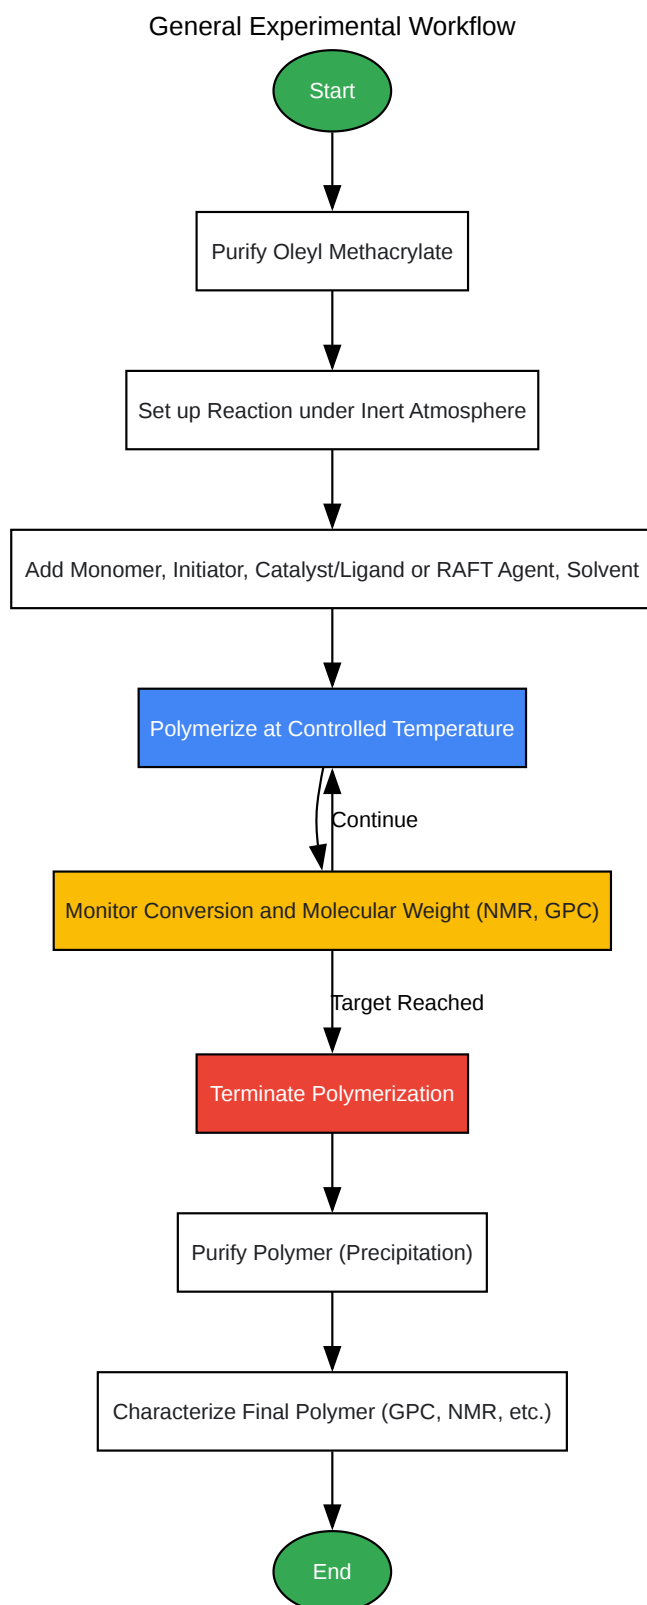 General Experimental Workflow
Start
Purify Oleyl Methacrylate
Set up Reaction under Inert Atmosphere
Add Monomer, Initiator, Catalyst/Ligand or RAFT Agent, Solvent
Polymerize at Controlled Temperature
Continue
Monitor Conversion and Molecular Weight (NMR, GPC)
Target Reached
Terminate Polymerization
Purify Polymer (Precipitation)
Characterize Final Polymer (GPC, NMR, etc.)
End